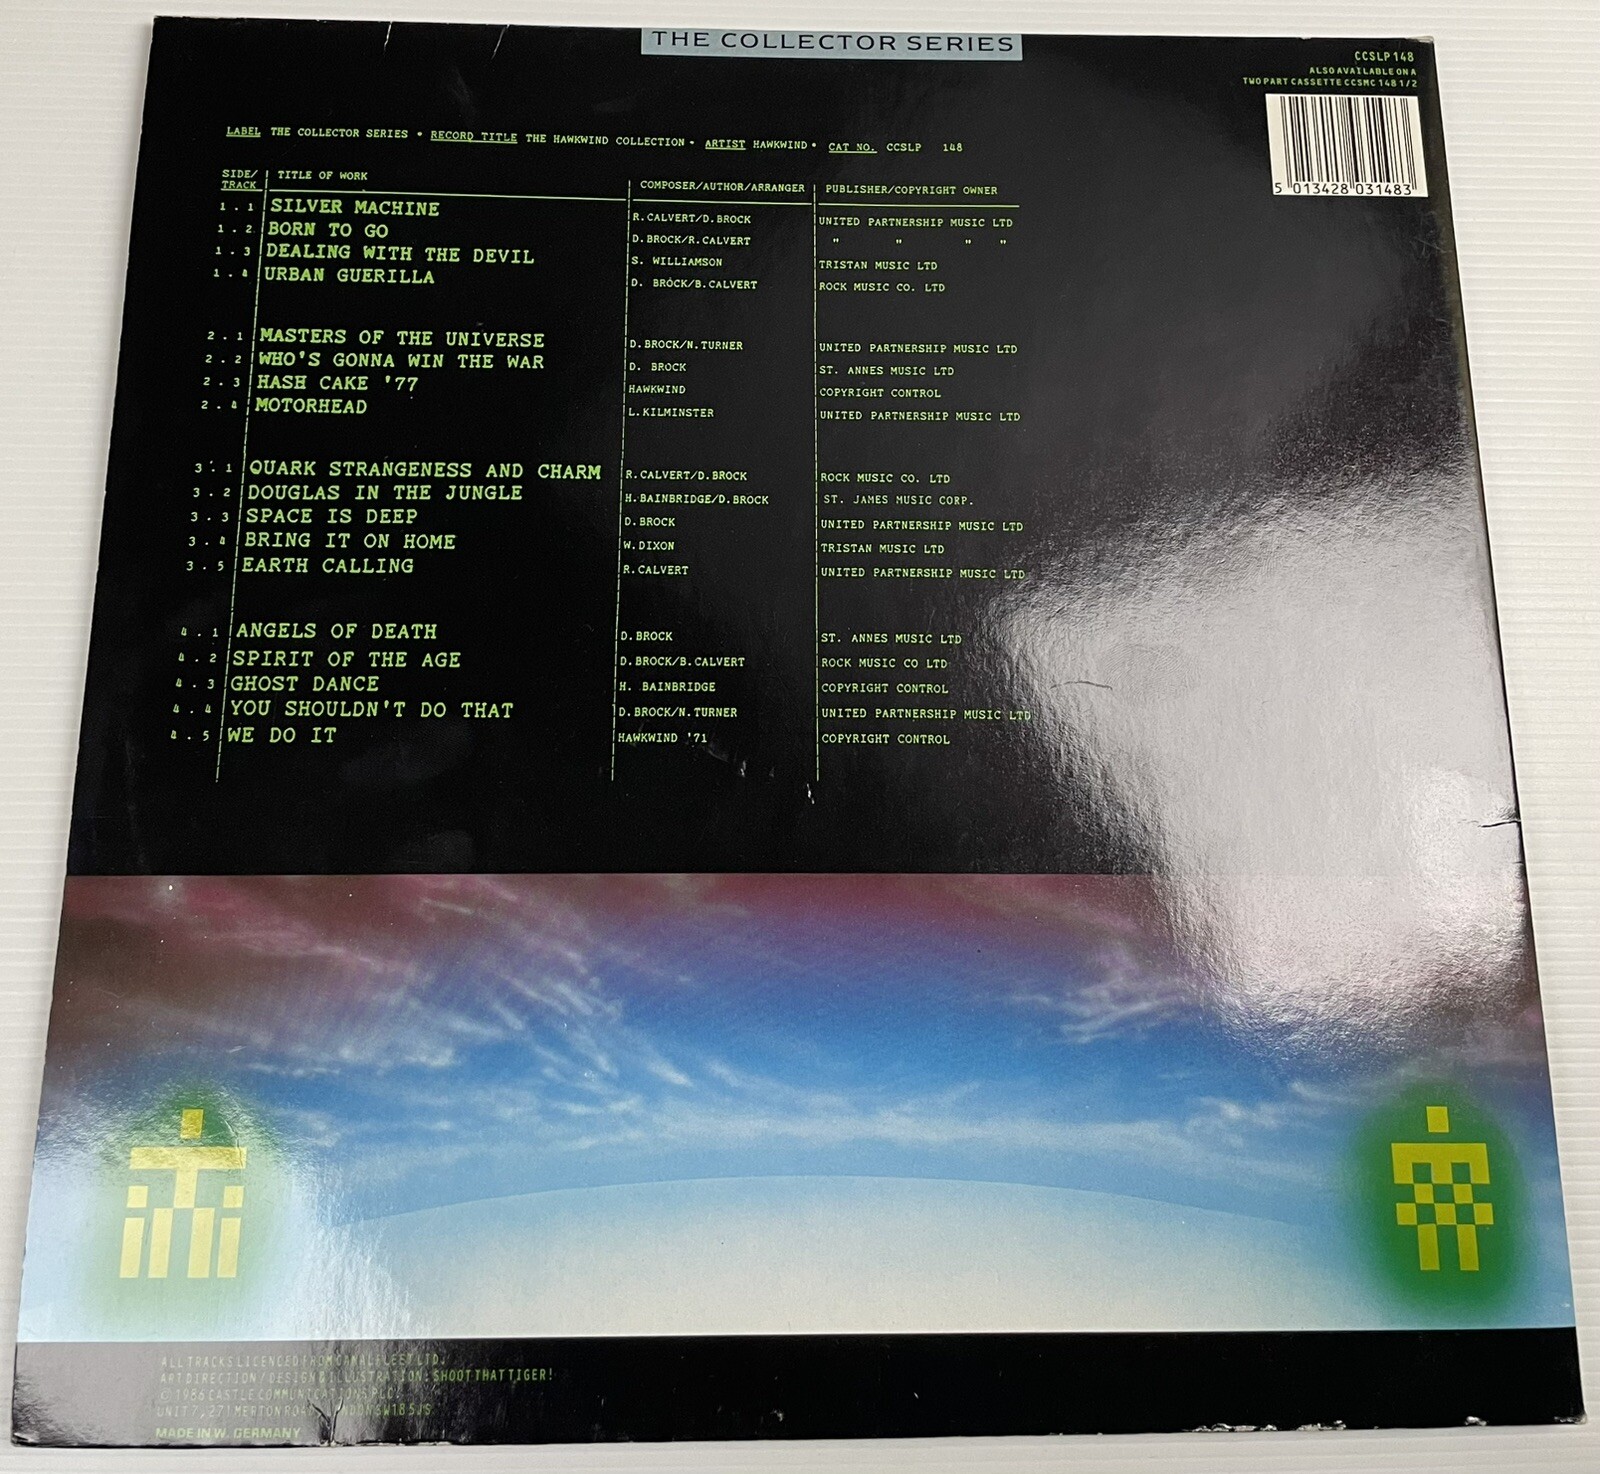 THE COLLECTOR SERIES
CCSLP 148
ALSO AVAILABLE ON A
TWO PART CASSETTE CCSMC 148 1/2
5 013428 031483
LABEL THE COLLECTOR SERIES • RECORD TITLE THE HAWKWIND COLLECTION • ARTIST HAWKWIND • CAT NO. CCSLP 148
SIDE/TRACK TITLE OF WORK COMPOSER/AUTHOR/ARRANGER PUBLISHER/COPYRIGHT OWNER
1.1 SILVER MACHINE R.CALVERT/D.BROCK UNITED PARTNERSHIP MUSIC LTD
1.2 BORN TO GO D.BROCK/R.CALVERT " " " "
1.3 DEALING WITH THE DEVIL S. WILLIAMSON TRISTAN MUSIC LTD
1.4 URBAN GUERILLA D. BROCK/B.CALVERT ROCK MUSIC CO. LTD
2.1 MASTERS OF THE UNIVERSE D.BROCK/N.TURNER UNITED PARTNERSHIP MUSIC LTD
2.2 WHO'S GONNA WIN THE WAR D. BROCK ST. ANNES MUSIC LTD
2.3 HASH CAKE '77 HAWKWIND COPYRIGHT CONTROL
2.4 MOTORHEAD L.KILMINSTER UNITED PARTNERSHIP MUSIC LTD
3.1 QUARK STRANGENESS AND CHARM R.CALVERT/D.BROCK ROCK MUSIC CO. LTD
3.2 DOUGLAS IN THE JUNGLE H.BAINBRIDGE/D.BROCK ST. JAMES MUSIC CORP.
3.3 SPACE IS DEEP D.BROCK UNITED PARTNERSHIP MUSIC LTD
3.4 BRING IT ON HOME W.DIXON TRISTAN MUSIC LTD
3.5 EARTH CALLING R.CALVERT UNITED PARTNERSHIP MUSIC LTD
4.1 ANGELS OF DEATH D.BROCK ST. ANNES MUSIC LTD
4.2 SPIRIT OF THE AGE D.BROCK/B.CALVERT ROCK MUSIC CO LTD
4.3 GHOST DANCE H. BAINBRIDGE COPYRIGHT CONTROL
4.4 YOU SHOULDN'T DO THAT D.BROCK/N.TURNER UNITED PARTNERSHIP MUSIC LTD
4.5 WE DO IT HAWKWIND '71 COPYRIGHT CONTROL
ALL TRACKS LICENCED FROM CANAL FLEET LTD.
ART DIRECTION/DESIGN & ILLUSTRATION: SHOOT THAT TIGER!
© 1986 CASTLE COMMUNICATIONS PLC.
UNIT 7, 271 MERTON ROAD, LONDON SW18 5JS
MADE IN W. GERMANY